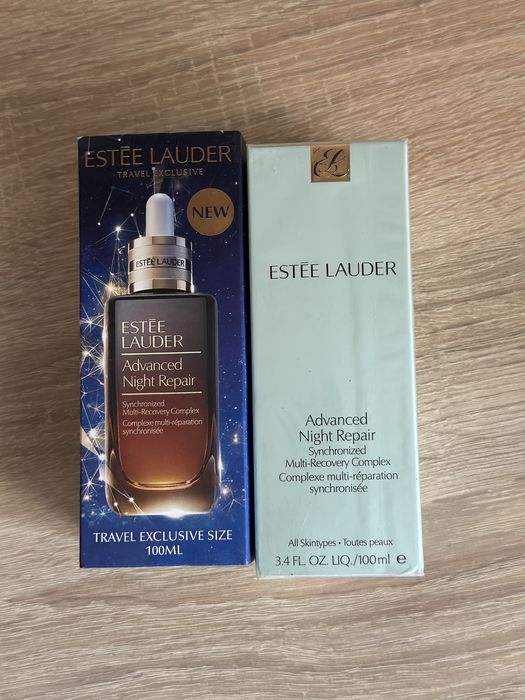 ESTĒE LAUDER
TRAVEL EXCLUSIVE
NEW
ESTĒE LAUDER
ESTĒE
LAUDER
Advanced
Night Repair
Synchronized
Multi-Recovery Complex
Complexe multi-réparation
synchronisée
TRAVEL EXCLUSIVE SIZE
100ML
EL
ESTĒE LAUDER
Advanced
Night Repair
Synchronized
Multi-Recovery Complex
Complexe multi-réparation
synchronisée
All Skintypes • Toutes peaux
3.4 FL. OZ. LIQ./100ml ℮